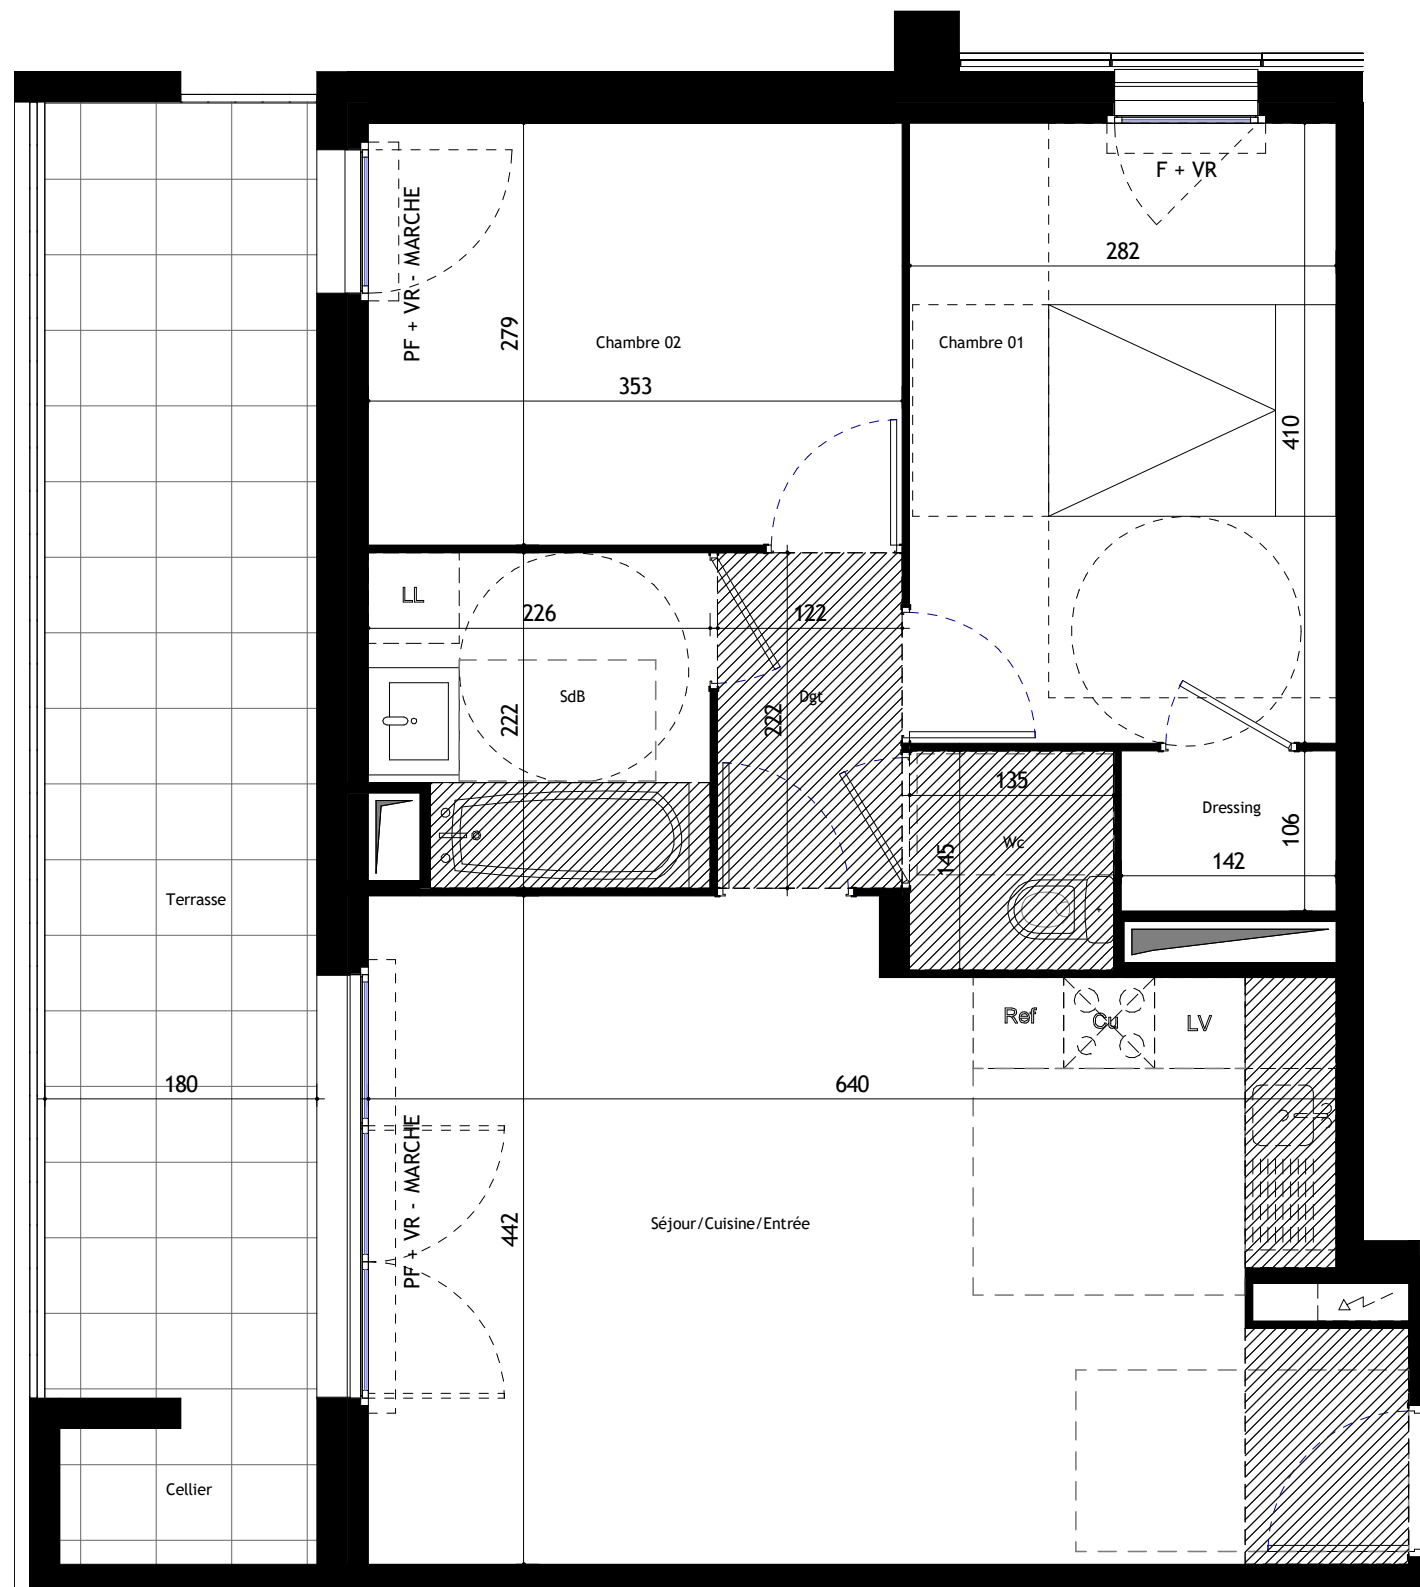 F + VR
282
PF + VR - MARCHE
279
Chambre 02
Chambre 01
353
410
LL
226
122
SdB
Dgt
222
222
135
Dressing
Wc
145
106
142
Terrasse
Ref
Cu
LV
180
640
PF + VR - MARCHE
442
Séjour/Cuisine/Entrée
Cellier